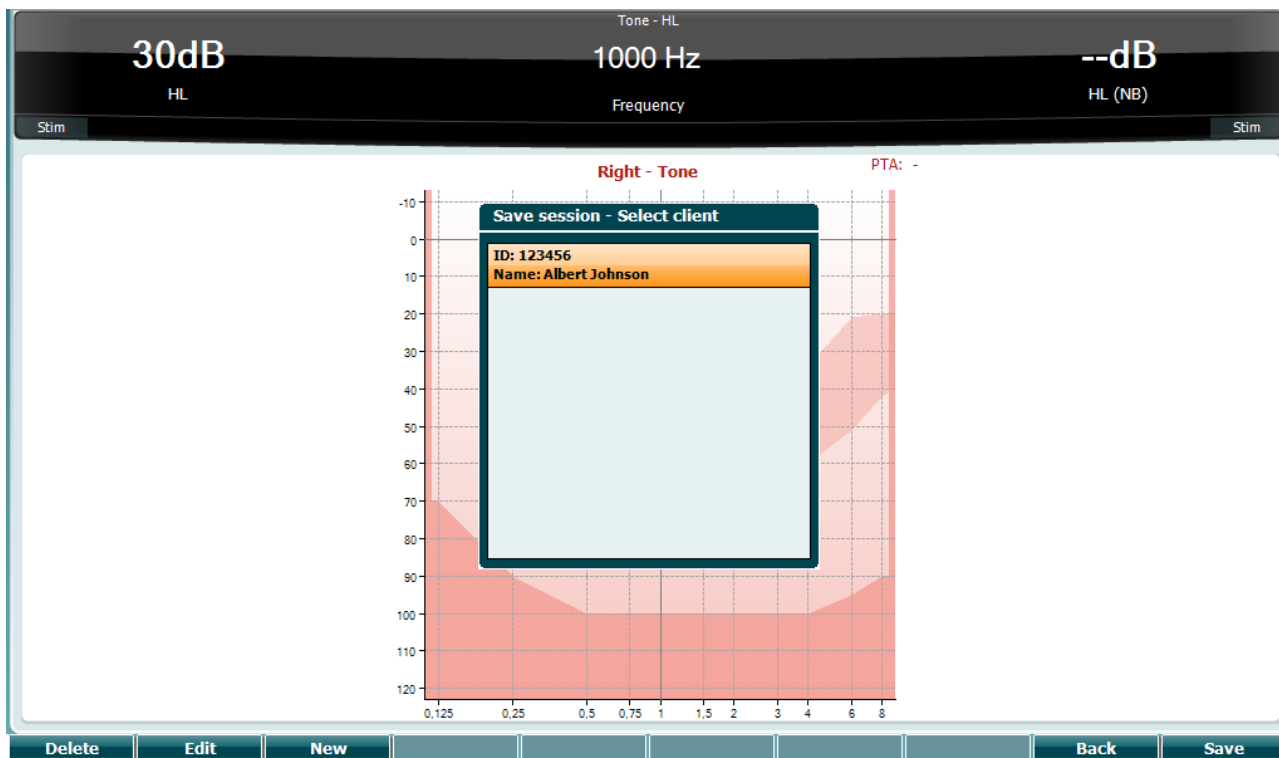 Tone - HL
30dB
1000 Hz
--dB
HL
Frequency
HL (NB)
Stim
Stim
Right - Tone
PTA: -
Save session - Select client
ID: 123456
Name: Albert Johnson
-10
0
10
20
30
40
50
60
70
80
90
100
110
120
0,125 0,25 0,5 0,75 1 1,5 2 3 4 6 8
Delete Edit New Back Save